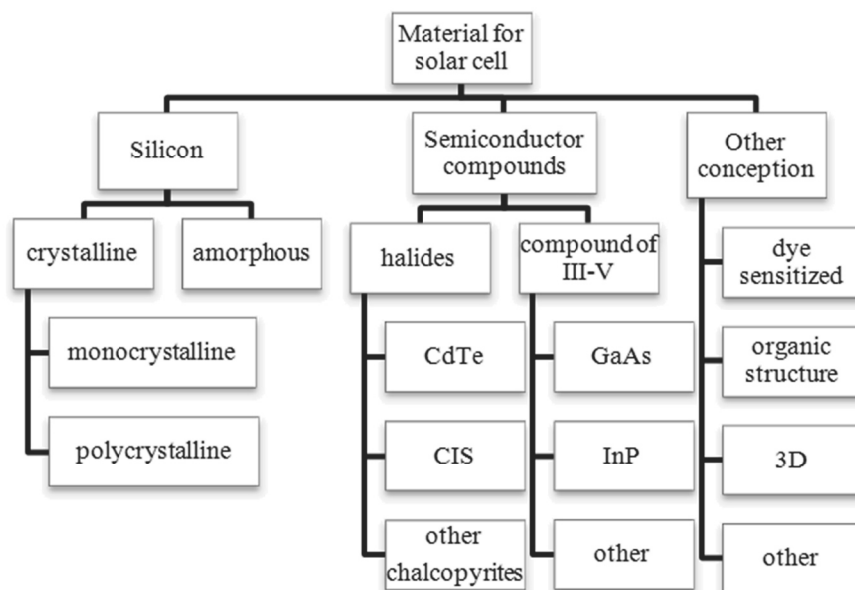 Material for
solar cell
Silicon
Semiconductor
compounds
Other
conception
crystalline
amorphous
halides
compound of
III-V
dye
sensitized
monocrystalline
CdTe
GaAs
organic
structure
polycrystalline
CIS
InP
3D
other
chalcopyrites
other
other